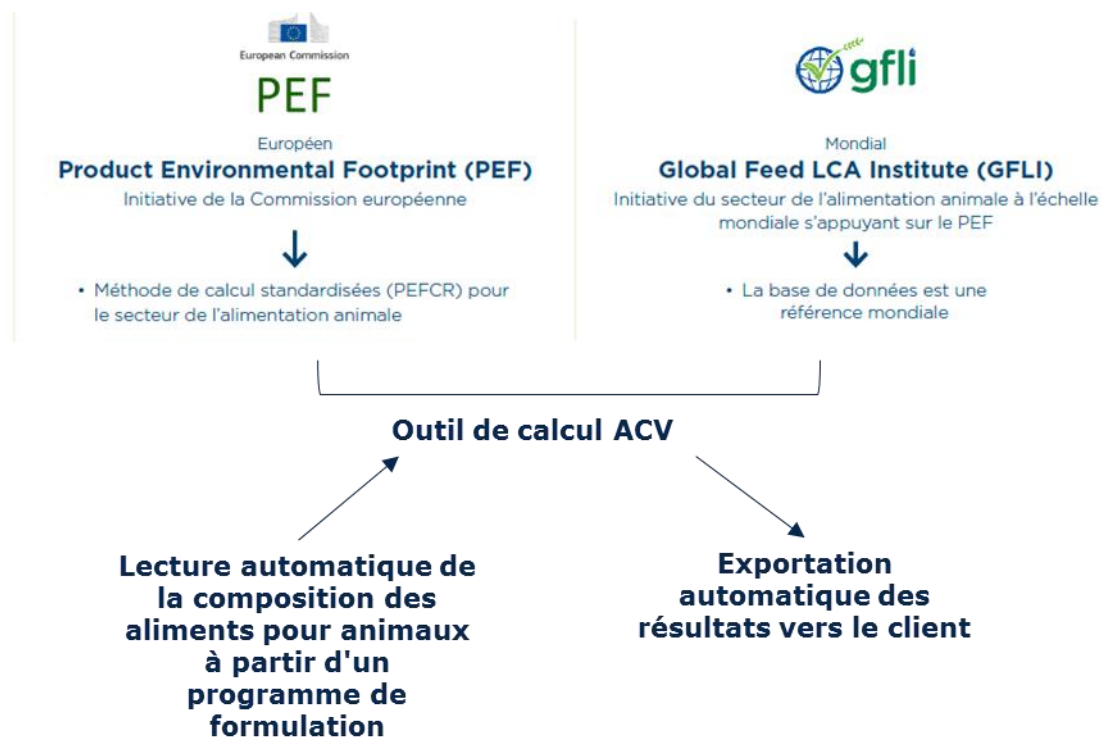 European Commission
PEF
Européen
Product Environmental Footprint (PEF)
Initiative de la Commission européenne
• Méthode de calcul standardisées (PEFCR) pour
le secteur de l'alimentation animale
gfli
Mondial
Global Feed LCA Institute (GFLI)
Initiative du secteur de l'alimentation animale à l'échelle
mondiale s'appuyant sur le PEF
• La base de données est une
référence mondiale
Outil de calcul ACV
Lecture automatique de
la composition des
aliments pour animaux
à partir d'un
programme de
formulation
Exportation
automatique des
résultats vers le client